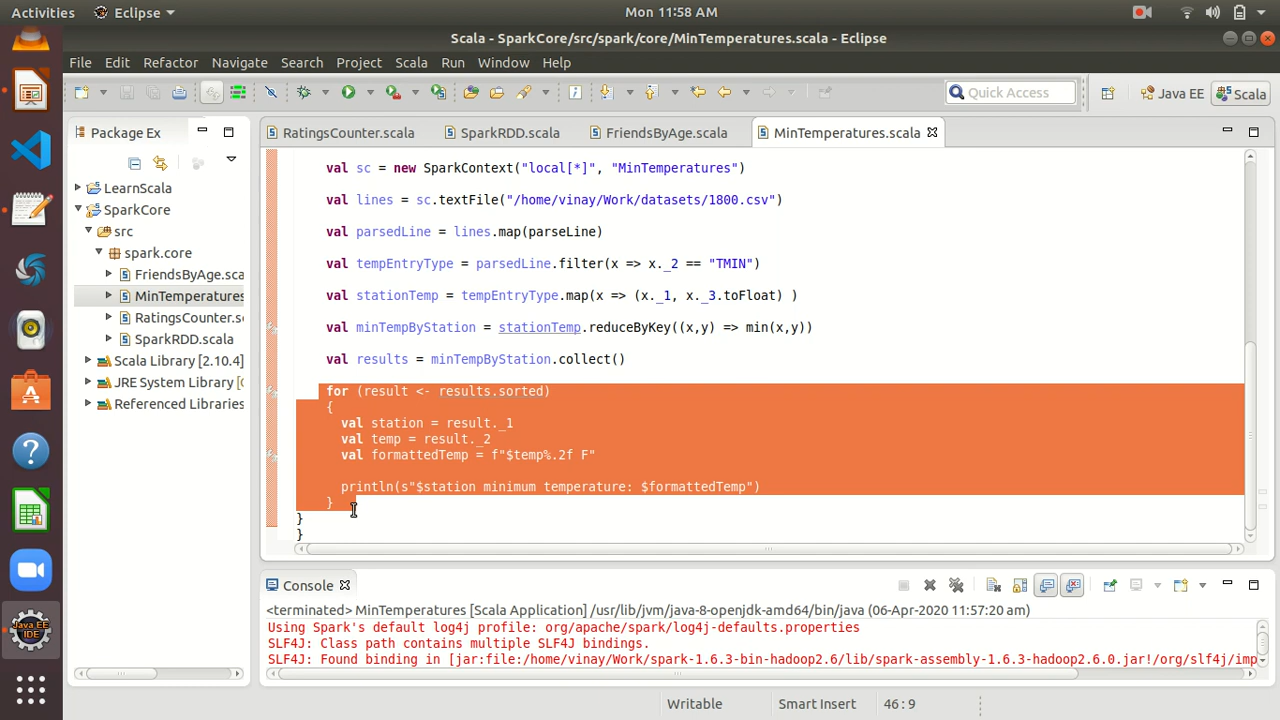 Activities Eclipse Mon 11:58 AM
Scala - SparkCore/src/spark/core/MinTemperatures.scala - Eclipse
File Edit Refactor Navigate Search Project Scala Run Window Help
Quick Access Java EE Scala
Package Ex
LearnScala
SparkCore
src
spark.core
FriendsByAge.sca
MinTemperatures
RatingsCounter.sc
SparkRDD.scala
Scala Library [2.10.4]
JRE System Library [
Referenced Libraries
RatingsCounter.scala SparkRDD.scala FriendsByAge.scala MinTemperatures.scala
val sc = new SparkContext("local[*]", "MinTemperatures")
val lines = sc.textFile("/home/vinay/Work/datasets/1800.csv")
val parsedLine = lines.map(parseLine)
val tempEntryType = parsedLine.filter(x => x._2 == "TMIN")
val stationTemp = tempEntryType.map(x => (x._1, x._3.toFloat) )
val minTempByStation = stationTemp.reduceByKey((x,y) => min(x,y))
val results = minTempByStation.collect()
for (result <- results.sorted)
{
val station = result._1
val temp = result._2
val formattedTemp = f"$temp%.2f F"
println(s"$station minimum temperature: $formattedTemp")
}
}
}
Console
<terminated> MinTemperatures [Scala Application] /usr/lib/jvm/java-8-openjdk-amd64/bin/java (06-Apr-2020 11:57:20 am)
Using Spark's default log4j profile: org/apache/spark/log4j-defaults.properties
SLF4J: Class path contains multiple SLF4J bindings.
SLF4J: Found binding in [jar:file:/home/vinay/Work/spark-1.6.3-bin-hadoop2.6/lib/spark-assembly-1.6.3-hadoop2.6.0.jar!/org/slf4j/imp
Writable Smart Insert 46 : 9
Java EE
IDE